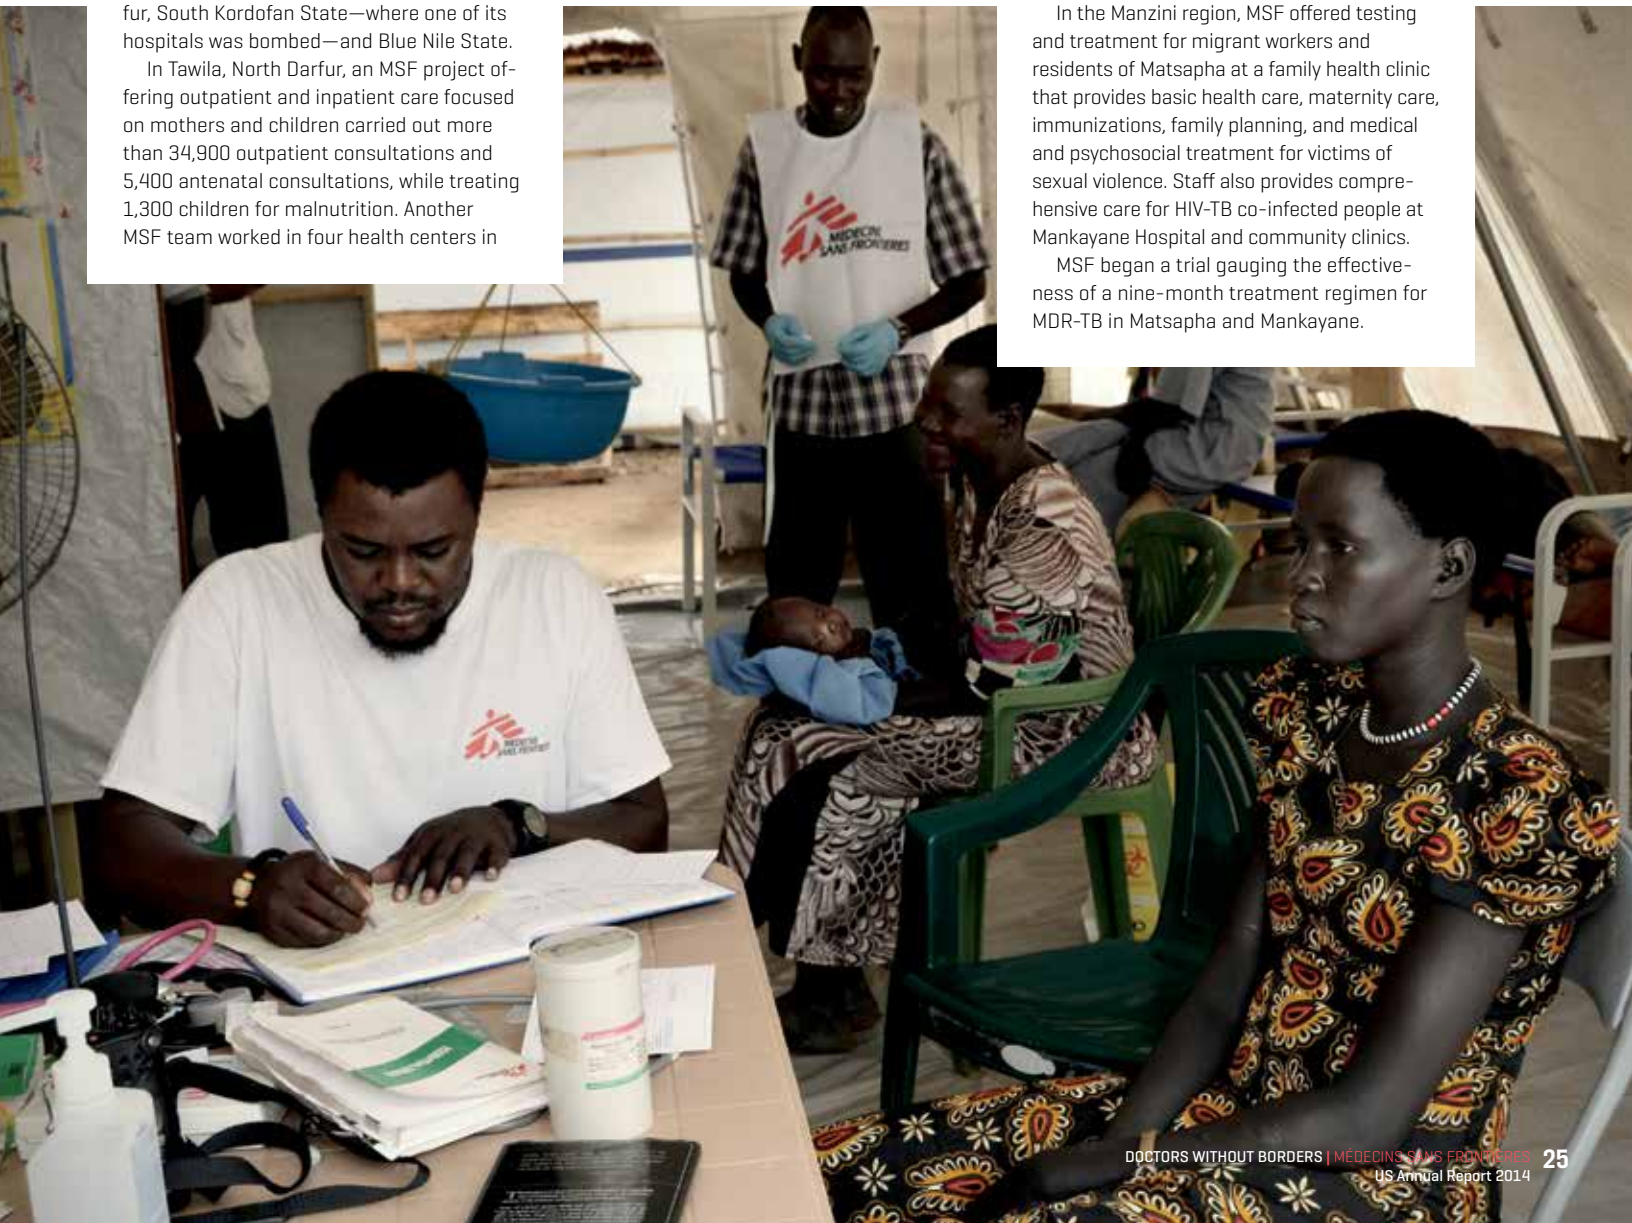 fur, South Kordofan State—where one of its
hospitals was bombed—and Blue Nile State.
In Tawila, North Darfur, an MSF project of-
fering outpatient and inpatient care focused
on mothers and children carried out more
than 34,900 outpatient consultations and
5,400 antenatal consultations, while treating
1,300 children for malnutrition. Another
MSF team worked in four health centers in
In the Manzini region, MSF offered testing
and treatment for migrant workers and
residents of Matsapha at a family health clinic
that provides basic health care, maternity care,
immunizations, family planning, and medical
and psychosocial treatment for victims of
sexual violence. Staff also provides compre-
hensive care for HIV-TB co-infected people at
Mankayane Hospital and community clinics.
MSF began a trial gauging the effective-
ness of a nine-month treatment regimen for
MDR-TB in Matsapha and Mankayane.
MEDECINS
SANS FRONTIERES
MEDECINS
SANS FRONTIERES
DOCTORS WITHOUT BORDERS | MÉDECINS SANS FRONTIÈRES 25
US Annual Report 2014